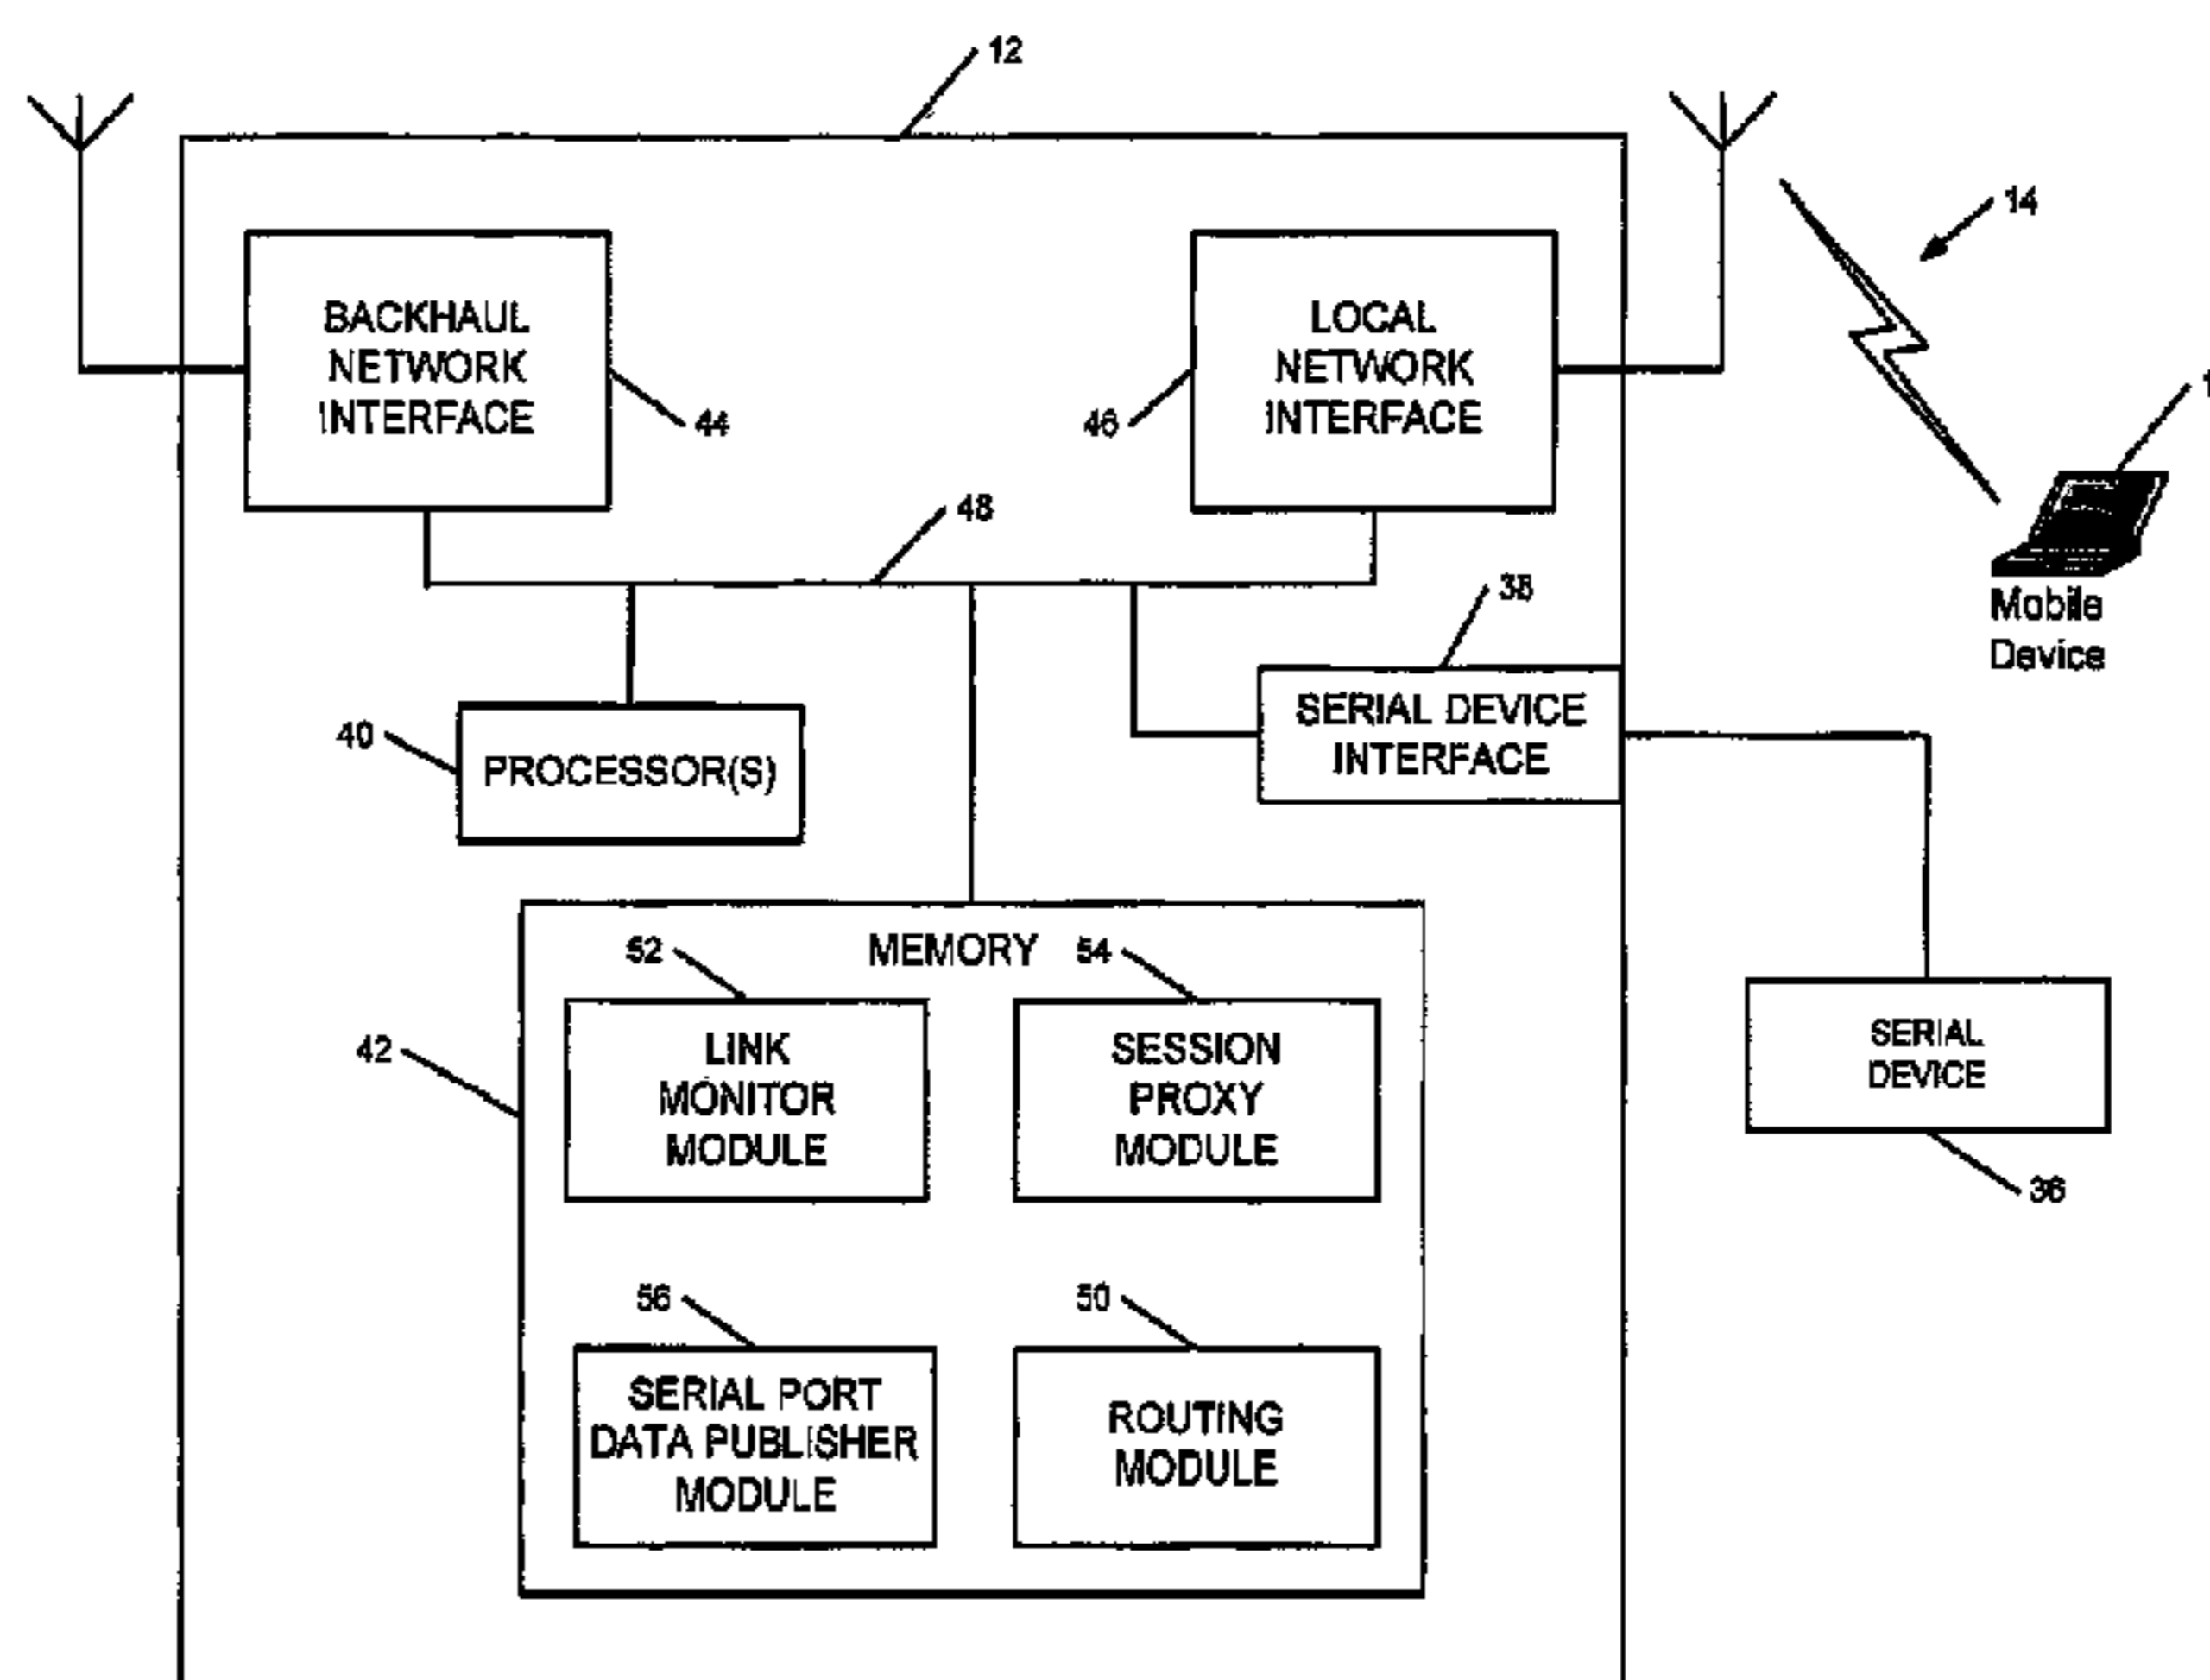 12
14
BACKHAUL
NETWORK
INTERFACE
44
LOCAL
NETWORK
INTERFACE
46
48
Mobile
Device
38
SERIAL DEVICE
INTERFACE
40
PROCESSOR(S)
MEMORY
52
54
42
LINK
MONITOR
MODULE
SESSION
PROXY
MODULE
SERIAL
DEVICE
36
56
50
SERIAL PORT
DATA PUBLISHER
MODULE
ROUTING
MODULE